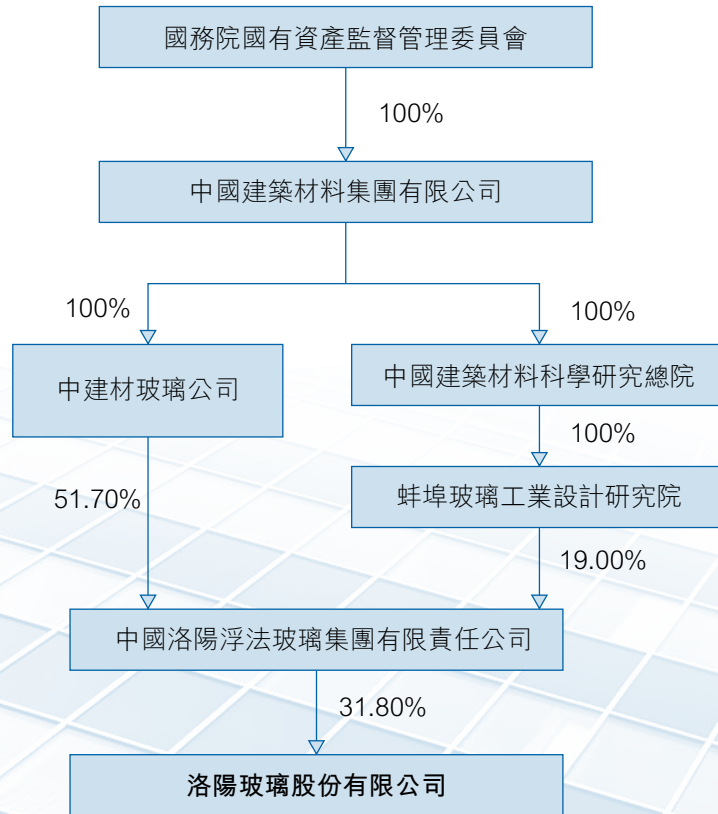 國務院國有資產監督管理委員會
100%
中國建築材料集團有限公司
100%
100%
中建材玻璃公司
中國建築材料科學研究總院
100%
51.70%
蚌埠玻璃工業設計研究院
19.00%
中國洛陽浮法玻璃集團有限責任公司
31.80%
洛陽玻璃股份有限公司